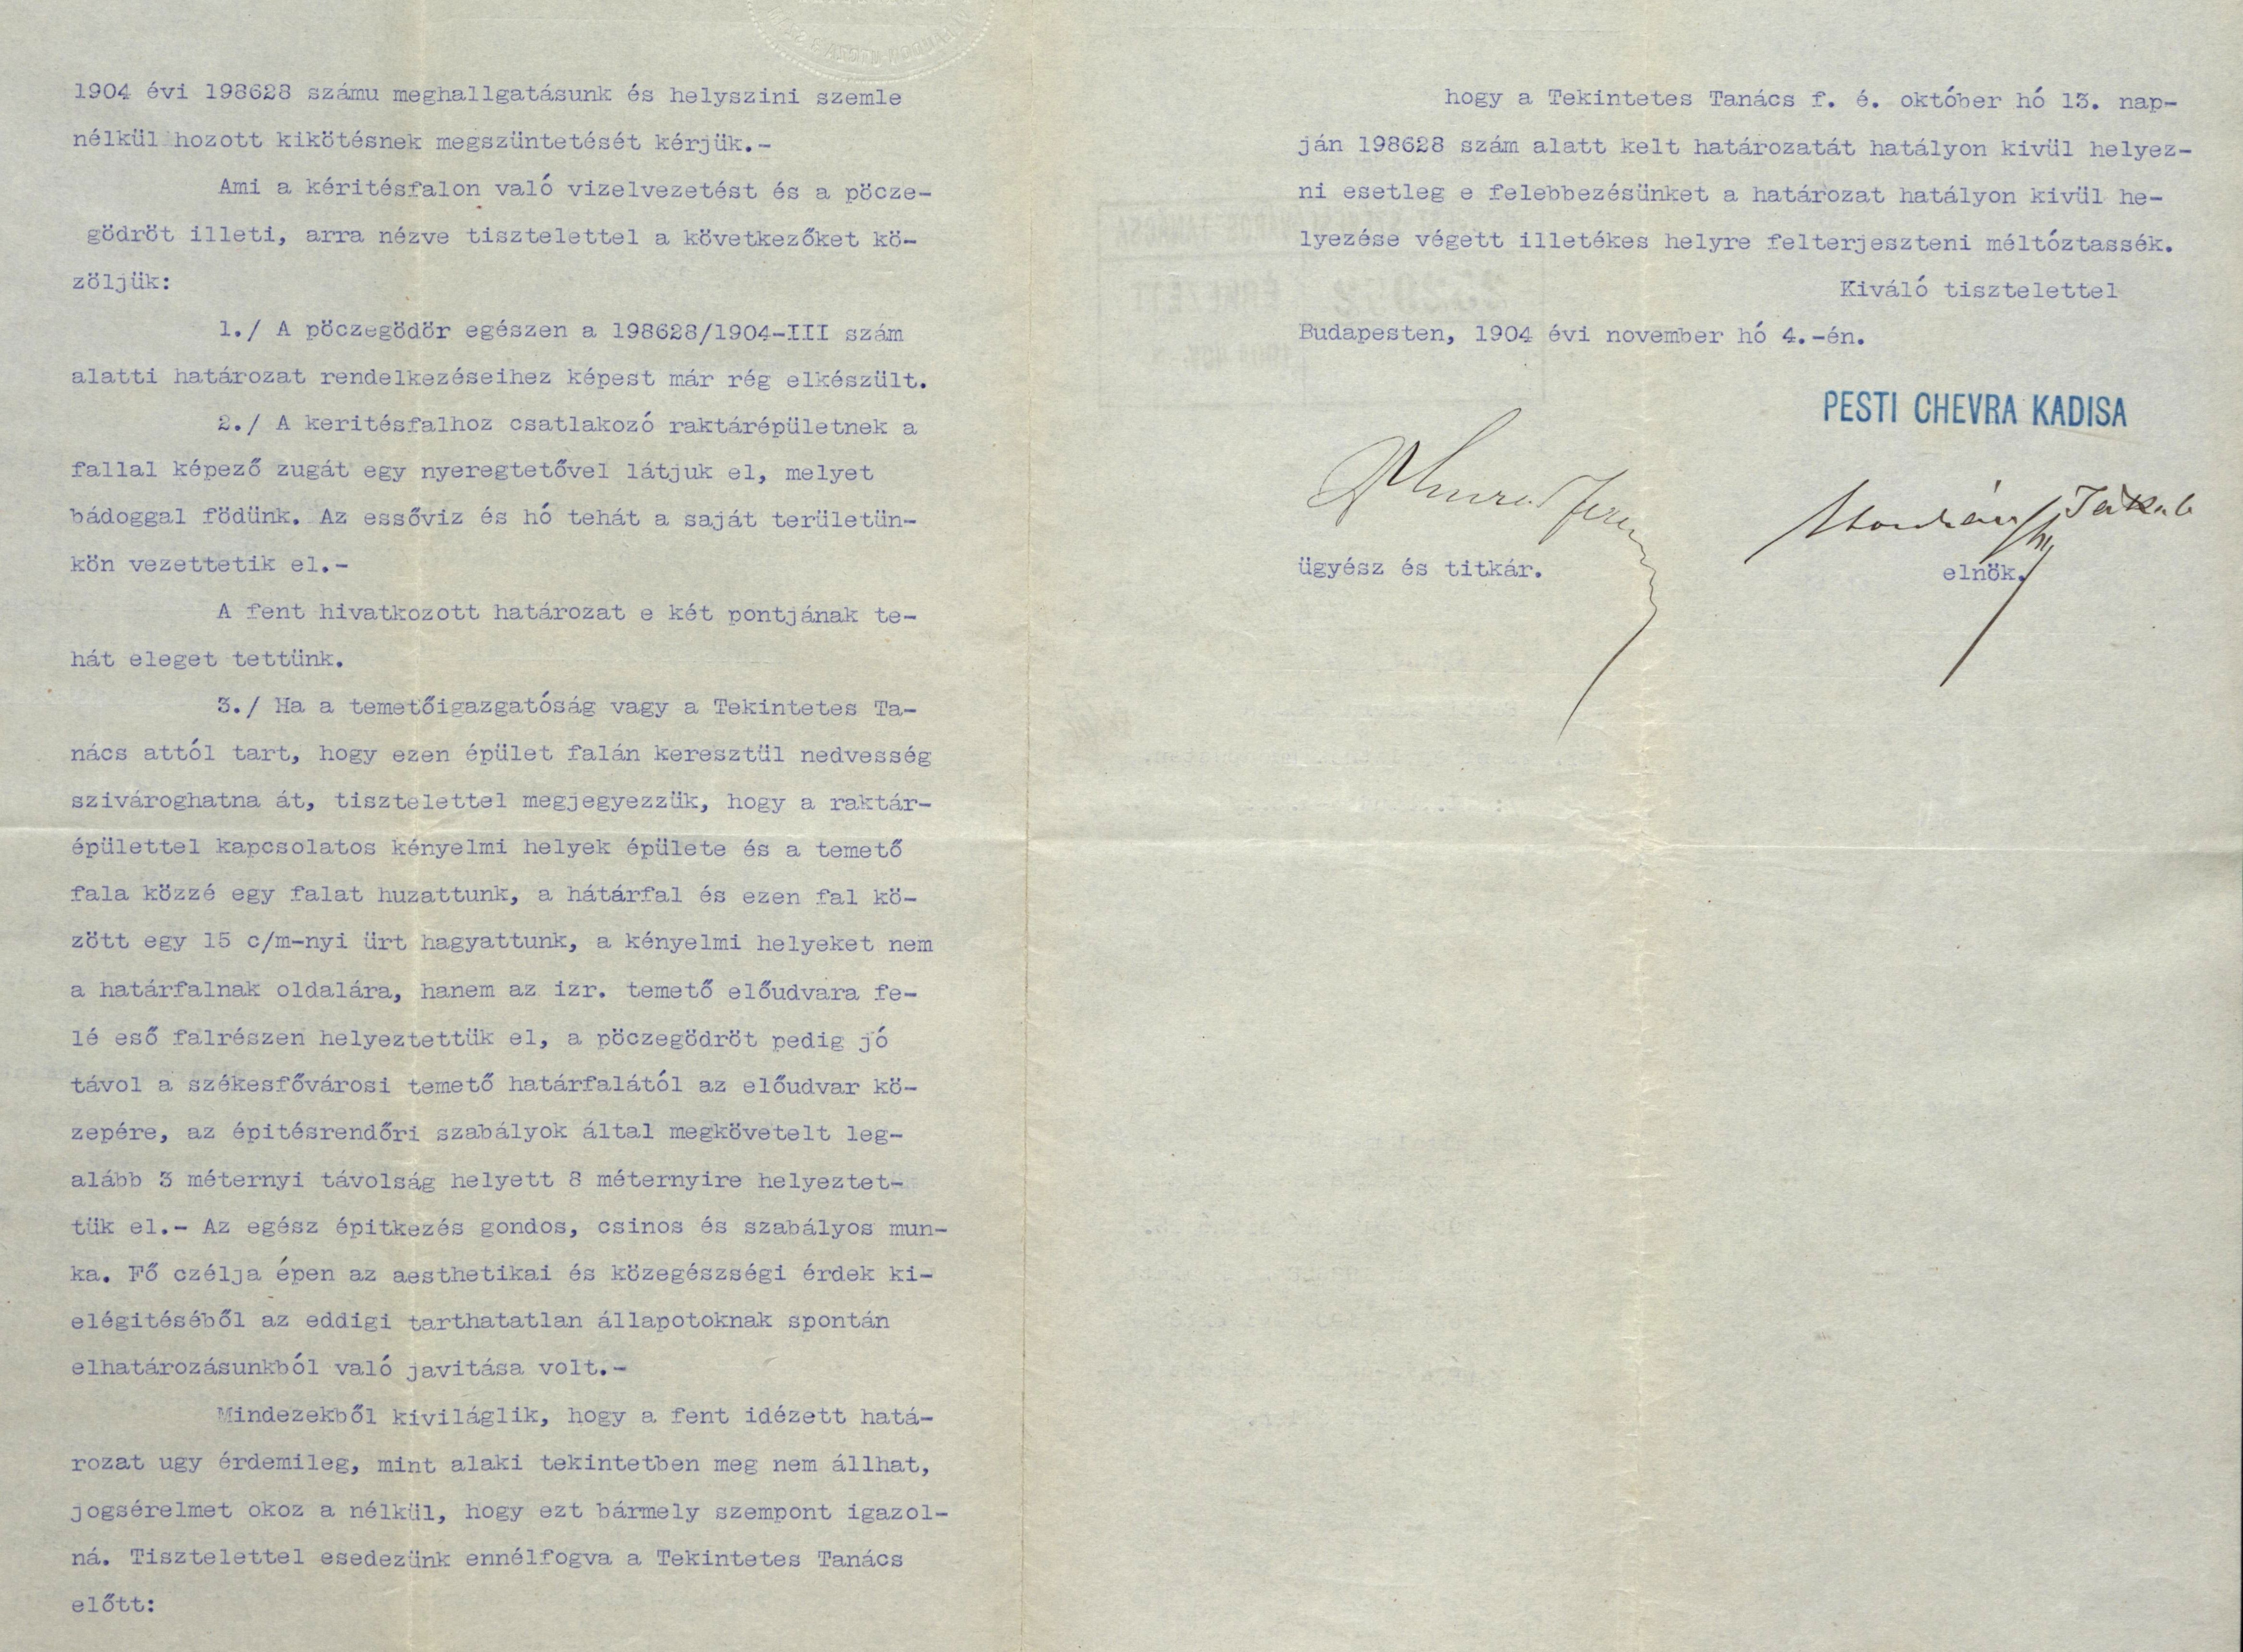 1904 évi 198628 számu meghallgatásunk és helyszini szemle
nélkül hozott kikötésnek megszüntetését kérjük.-
Ami a kéritésfalon való vizelvezetést és a pöcze-
gödröt illeti, arra nézve tisztelettel a következőket kö-
zöljük:
1./ A pöczegödör egészen a 198628/1904-III szám
alatti határozat rendelkezéseihez képest már rég elkészült.
2./ A keritésfalhoz csatlakozó raktárépületnek a
fallal képező zugát egy nyeregtetővel látjuk el, melyet
bádoggal födünk. Az essőviz és hó tehát a saját területün-
kön vezettetik el.-
A fent hivatkozott határozat e két pontjának te-
hát eleget tettünk.
3./ Ha a temetőigazgatóság vagy a Tekintetes Ta-
nács attól tart, hogy ezen épület falán keresztül nedvesség
szivároghatna át, tisztelettel megjegyezzük, hogy a raktár-
épülettel kapcsolatos kényelmi helyek épülete és a temető
fala közzé egy falat huzattunk, a hátárfal és ezen fal kö-
zött egy 15 c/m-nyi ürt hagyattunk, a kényelmi helyeket nem
a határfalnak oldalára, hanem az izr. temető előudvara fe-
lé eső falrészen helyeztettük el, a pöczegödröt pedig jó
távol a székesfővárosi temető határfalától az előudvar kö-
zepére, az épitésrendőri szabályok által megkövetelt leg-
alább 3 méternyi távolság helyett 8 méternyire helyeztet-
tük el.- Az egész épitkezés gondos, csinos és szabályos mun-
ka. Fő czélja épen az aesthetikai és közegészségi érdek ki-
elégitéséből az eddigi tarthatatlan állapotoknak spontán
elhatározásunkból való javitása volt.-
Mindezekből kiviláglik, hogy a fent idézett hatá-
rozat ugy érdemileg, mint alaki tekintetben meg nem állhat,
jogsérelmet okoz a nélkül, hogy ezt bármely szempont igazol-
ná. Tisztelettel esedezünk ennélfogva a Tekintetes Tanács
előtt:
hogy a Tekintetes Tanács f. é. október hó 13. nap-
ján 198628 szám alatt kelt határozatát hatályon kivül helyez-
ni esetleg e felebbezésünket a határozat hatályon kivül he-
lyezése végett illetékes helyre felterjeszteni méltóztassék.
Kiváló tisztelettel
Budapesten, 1904 évi november hó 4.-én.
PESTI CHEVRA KADISA
Jakab
ügyész és titkár.
elnök.